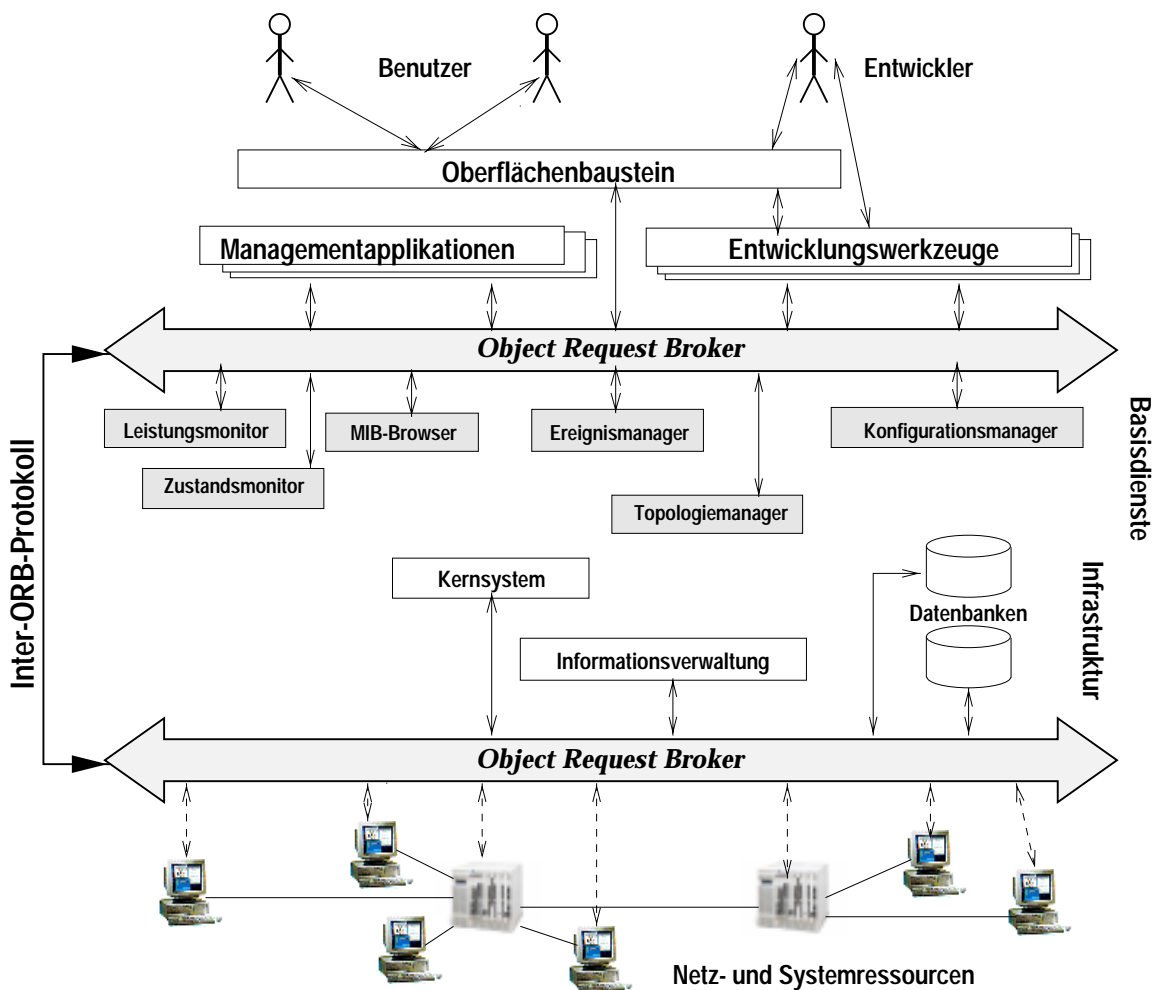 Benutzer
Entwickler
Oberflächenbaustein
Managementapplikationen
Entwicklungswerkzeuge
Object Request Broker
Leistungsmonitor
MIB-Browser
Ereignismanager
Konfigurationsmanager
Zustandsmonitor
Topologiemanager
Basisdienste
Inter-ORB-Protokoll
Kernsystem
Datenbanken
Infrastruktur
Informationsverwaltung
Object Request Broker
Netz- und Systemressourcen